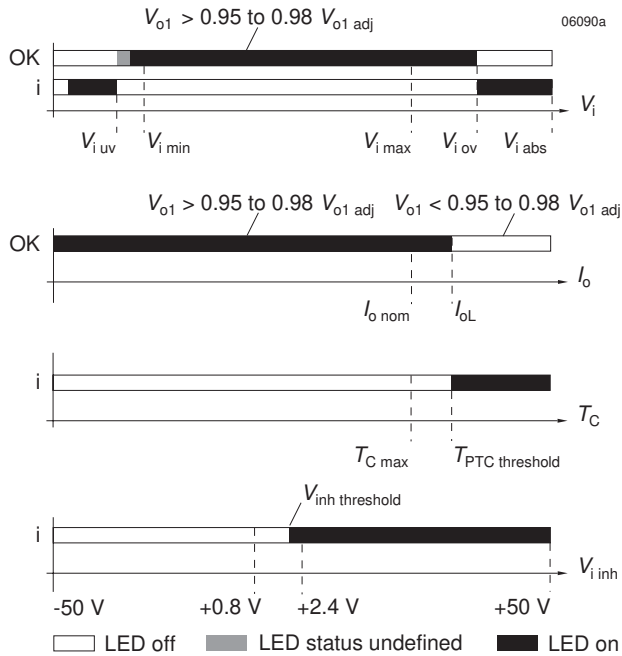 V_o1 > 0.95 to 0.98 V_o1 adj
06090a
OK
i
V_i
V_i uv
V_i min
V_i max
V_i ov
V_i abs
V_o1 > 0.95 to 0.98 V_o1 adj
V_o1 < 0.95 to 0.98 V_o1 adj
OK
I_o
I_o nom
I_oL
i
T_C
T_C max
T_PTC threshold
V_inh threshold
i
V_i inh
-50 V
+0.8 V
+2.4 V
+50 V
LED off
LED status undefined
LED on